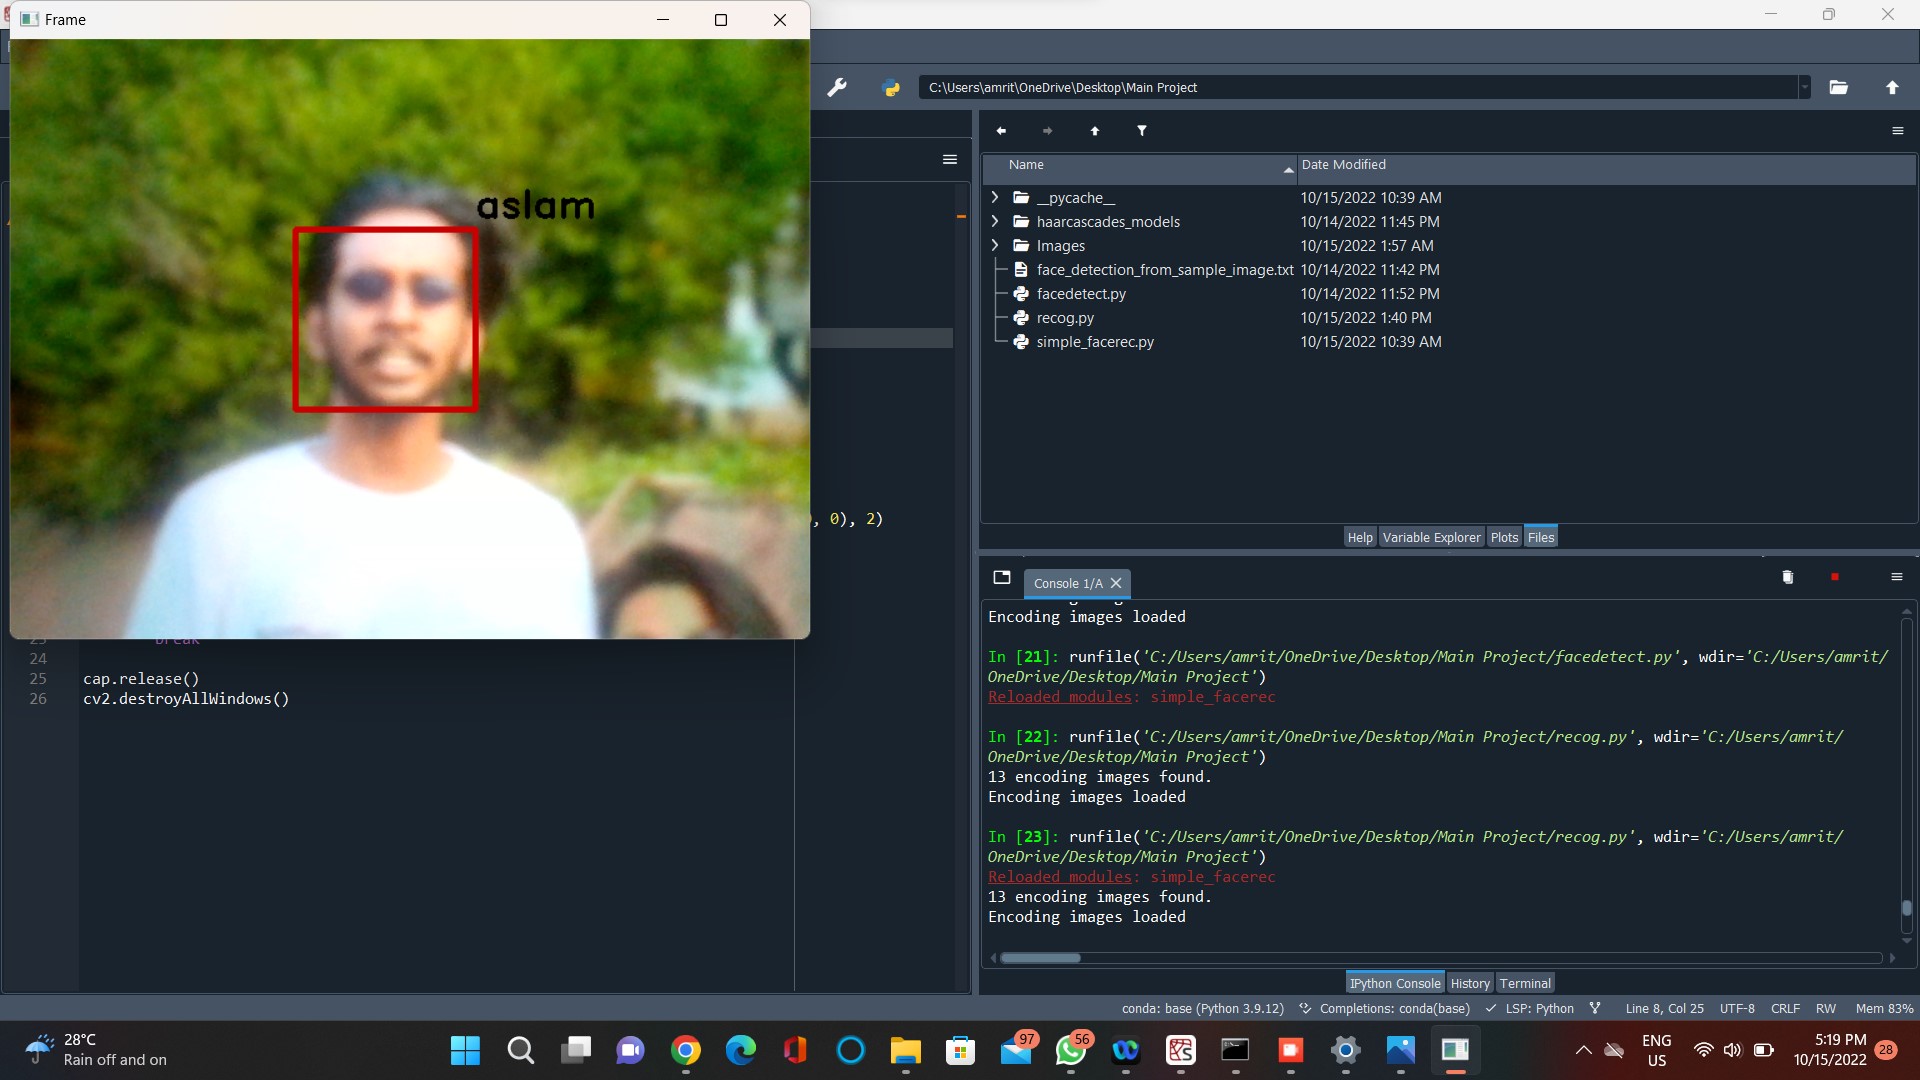 Frame
aslam
C:\Users\amrit\OneDrive\Desktop\Main Project
Name
Date Modified
__pycache__
10/15/2022 10:39 AM
haarcascades_models
10/14/2022 11:45 PM
Images
10/15/2022 1:57 AM
face_detection_from_sample_image.txt
10/14/2022 11:42 PM
facedetect.py
10/14/2022 11:52 PM
recog.py
10/15/2022 1:40 PM
simple_facerec.py
10/15/2022 10:39 AM
, 0), 2)
Help
Variable Explorer
Plots
Files
24
25 cap.release()
26 cv2.destroyAllWindows()
Console 1/A
Encoding images loaded
In [21]: runfile('C:/Users/amrit/OneDrive/Desktop/Main Project/facedetect.py', wdir='C:/Users/amrit/
OneDrive/Desktop/Main Project')
Reloaded modules: simple_facerec
In [22]: runfile('C:/Users/amrit/OneDrive/Desktop/Main Project/recog.py', wdir='C:/Users/amrit/
OneDrive/Desktop/Main Project')
13 encoding images found.
Encoding images loaded
In [23]: runfile('C:/Users/amrit/OneDrive/Desktop/Main Project/recog.py', wdir='C:/Users/amrit/
OneDrive/Desktop/Main Project')
Reloaded modules: simple_facerec
13 encoding images found.
Encoding images loaded
IPython Console
History
Terminal
conda: base (Python 3.9.12)
Completions: conda(base)
LSP: Python
Line 8, Col 25
UTF-8
CRLF
RW
Mem 83%
28°C
Rain off and on
97
56
ENG
US
5:19 PM
10/15/2022
28